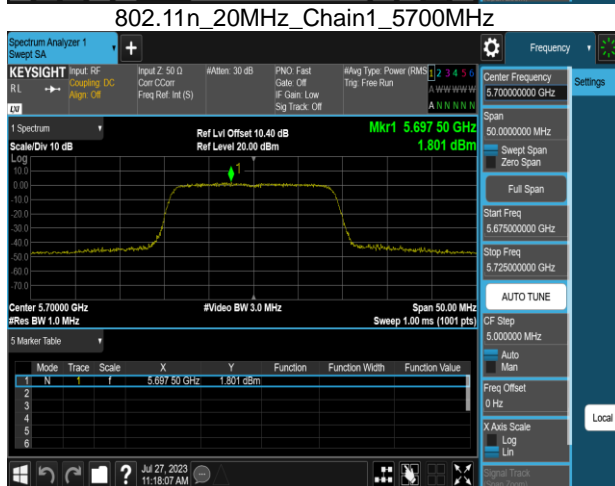 802.11n_20MHz_Chain1_5700MHz
Spectrum Analyzer 1
Swept SA
Frequency
KEYSIGHT Input: RF
Coupling: DC
Align: Off
RL
LXI
Input Z: 50 Ω
Corr CCorr
Freq Ref: Int (S)
#Atten: 30 dB
PNO: Fast
Gate: Off
IF Gain: Low
Sig Track: Off
#Avg Type: Power (RMS
Trig: Free Run
1 2 3 4 5 6
A W W W W W
A N N N N N
Center Frequency
5.700000000 GHz
Settings
Span
50.0000000 MHz
Swept Span
Zero Span
Full Span
Start Freq
5.675000000 GHz
Stop Freq
5.725000000 GHz
AUTO TUNE
CF Step
5.000000 MHz
Auto
Man
Freq Offset
0 Hz
Local
X Axis Scale
Log
Lin
Signal Track
(Span Zoom)
1 Spectrum
Scale/Div 10 dB
Ref Lvl Offset 10.40 dB
Ref Level 20.00 dBm
Mkr1 5.697 50 GHz
1.801 dBm
Log
10.0
0.00
-10.0
-20.0
-30.0
-40.0
-50.0
-60.0
-70.0
1
Center 5.70000 GHz
#Res BW 1.0 MHz
#Video BW 3.0 MHz
Span 50.00 MHz
Sweep 1.00 ms (1001 pts)
5 Marker Table
Mode Trace Scale X Y Function Function Width Function Value
1 N 1 f 5.697 50 GHz 1.801 dBm
2
3
4
5
6
?
Jul 27, 2023
11:18:07 AM